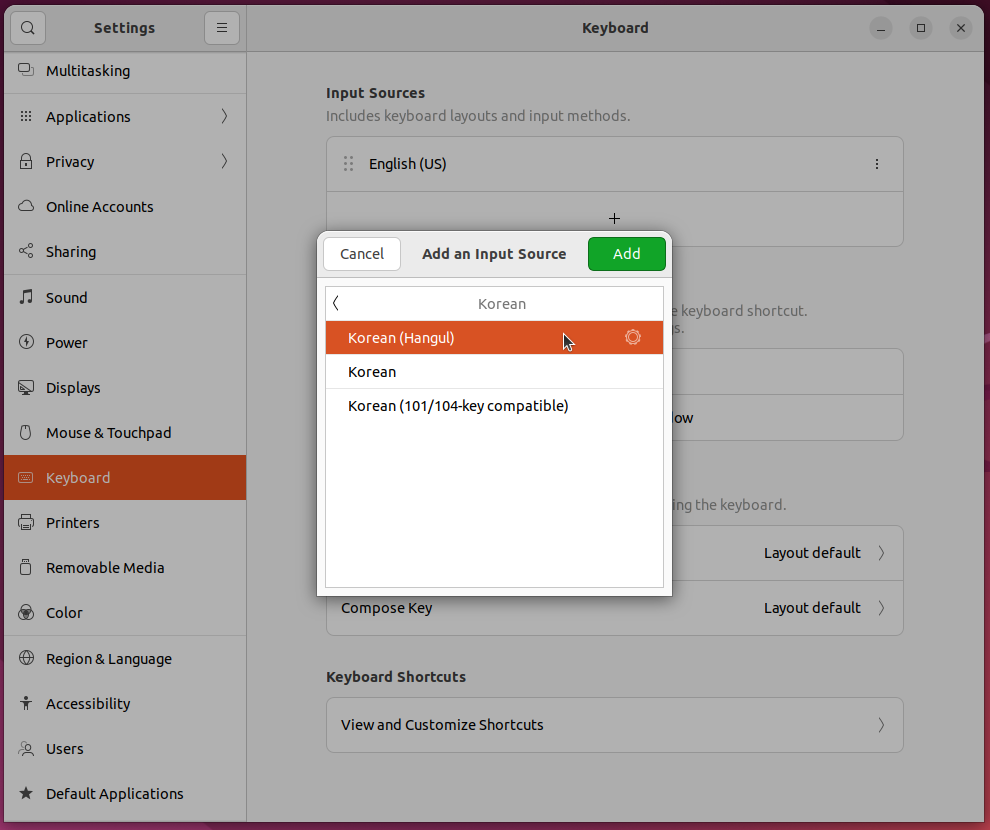 Settings
Keyboard
Multitasking
Applications
Privacy
Online Accounts
Sharing
Sound
Power
Displays
Mouse & Touchpad
Keyboard
Printers
Removable Media
Color
Region & Language
Accessibility
Users
Default Applications
Input Sources
Includes keyboard layouts and input methods.
English (US)
Cancel
Add an Input Source
Add
Korean
Korean (Hangul)
Korean
Korean (101/104-key compatible)
keyboard shortcut.
the keyboard.
Layout default
Compose Key
Layout default
Keyboard Shortcuts
View and Customize Shortcuts